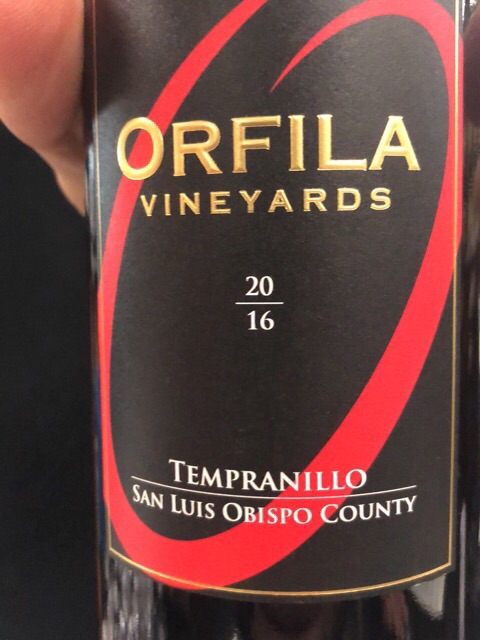 ORFILA
VINEYARDS
20
16
TEMPRANILLO
SAN LUIS OBISPO COUNTY